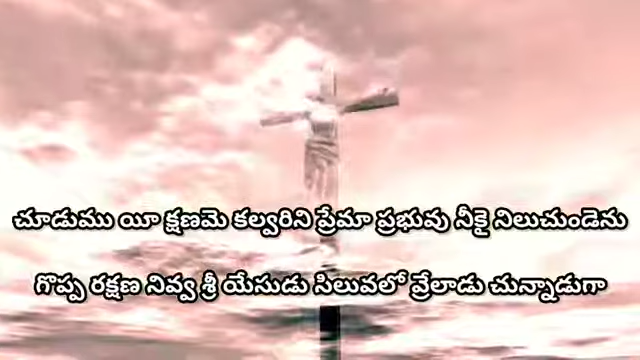 చూడుము యీ క్షణమె కల్వరిని ప్రేమా ప్రభువు నీకై నిలుచుండెను
గొప్ప రక్షణ నివ్వ శ్రీ యేసుడు సిలువలో వ్రేలాడు చున్నాడుగా